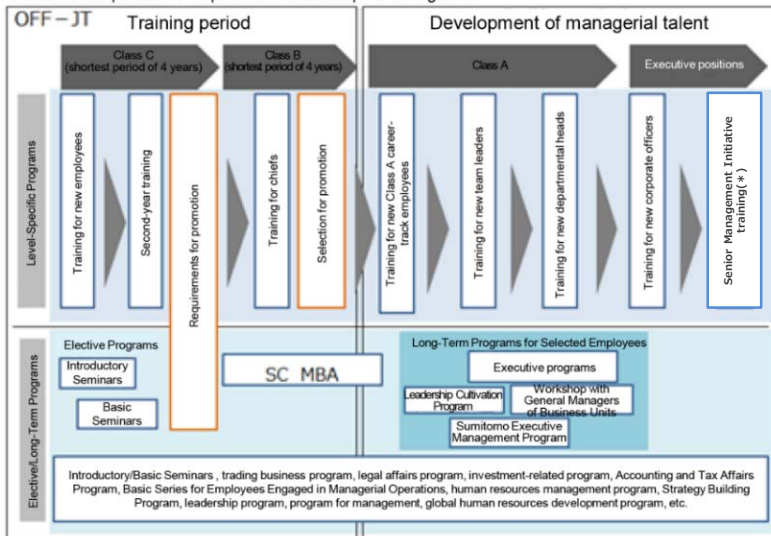 OFF-JT
Training period
Development of managerial talent
Class C
(shortest period of 4 years)
Class B
(shortest period of 4 years)
Class A
Executive positions
Level-Specific Programs
Training for new employees
Second-year training
Requirements for promotion
Training for chiefs
Selection for promotion
Training for new Class A career-
track employees
Training for new team leaders
Training for new departmental heads
Training for new corporate officers
Senior Management Initiative
training(*)
Elective/Long-Term Programs
Elective Programs
Introductory
Seminars
Basic
Seminars
SC MBA
Long-Term Programs for Selected Employees
Executive programs
Leadership Cultivation
Program
Workshop with
General Managers
of Business Units
Sumitomo Executive
Management Program
Introductory/Basic Seminars , trading business program, legal affairs program, investment-related program, Accounting and Tax Affairs
Program, Basic Series for Employees Engaged in Managerial Operations, human resources management program, Strategy Building
Program, leadership program, program for management, global human resources development program, etc.